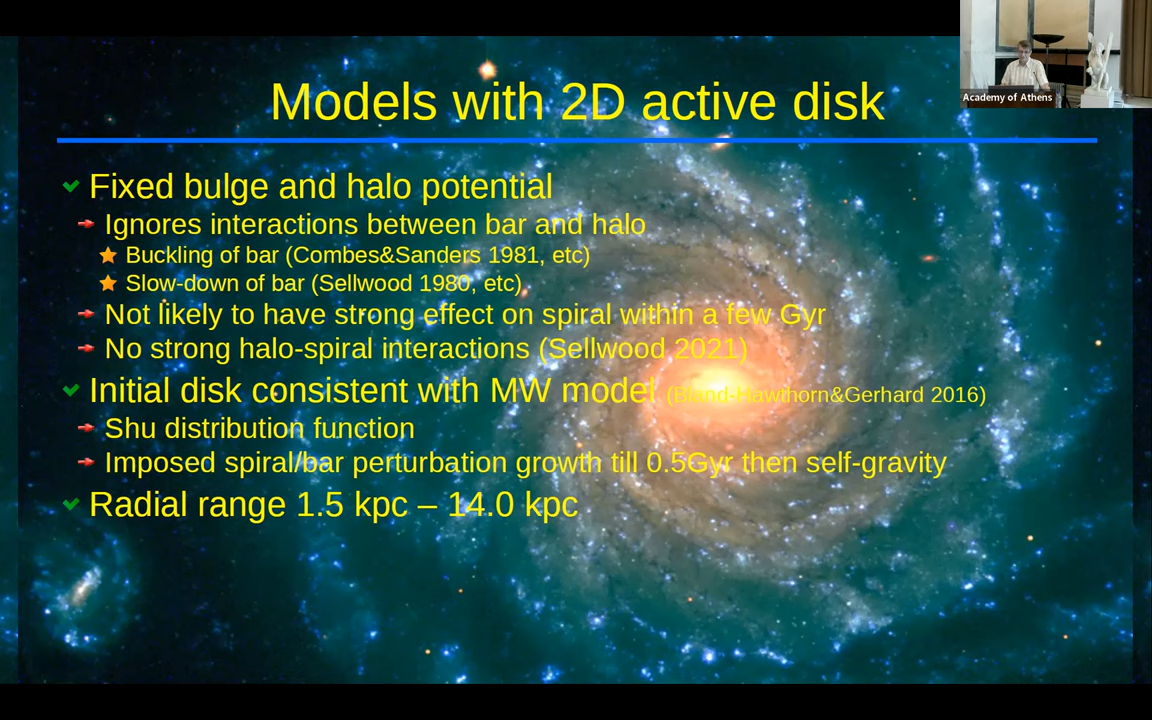 Models with 2D active disk
Academy of Athens
Fixed bulge and halo potential
Ignores interactions between bar and halo
Buckling of bar (Combes&Sanders 1981, etc)
Slow-down of bar (Sellwood 1980, etc)
Not likely to have strong effect on spiral within a few Gyr
No strong halo-spiral interactions (Sellwood 2021)
Initial disk consistent with MW model (Bland-Hawthorn&Gerhard 2016)
Shu distribution function
Imposed spiral/bar perturbation growth till 0.5Gyr then self-gravity
Radial range 1.5 kpc – 14.0 kpc